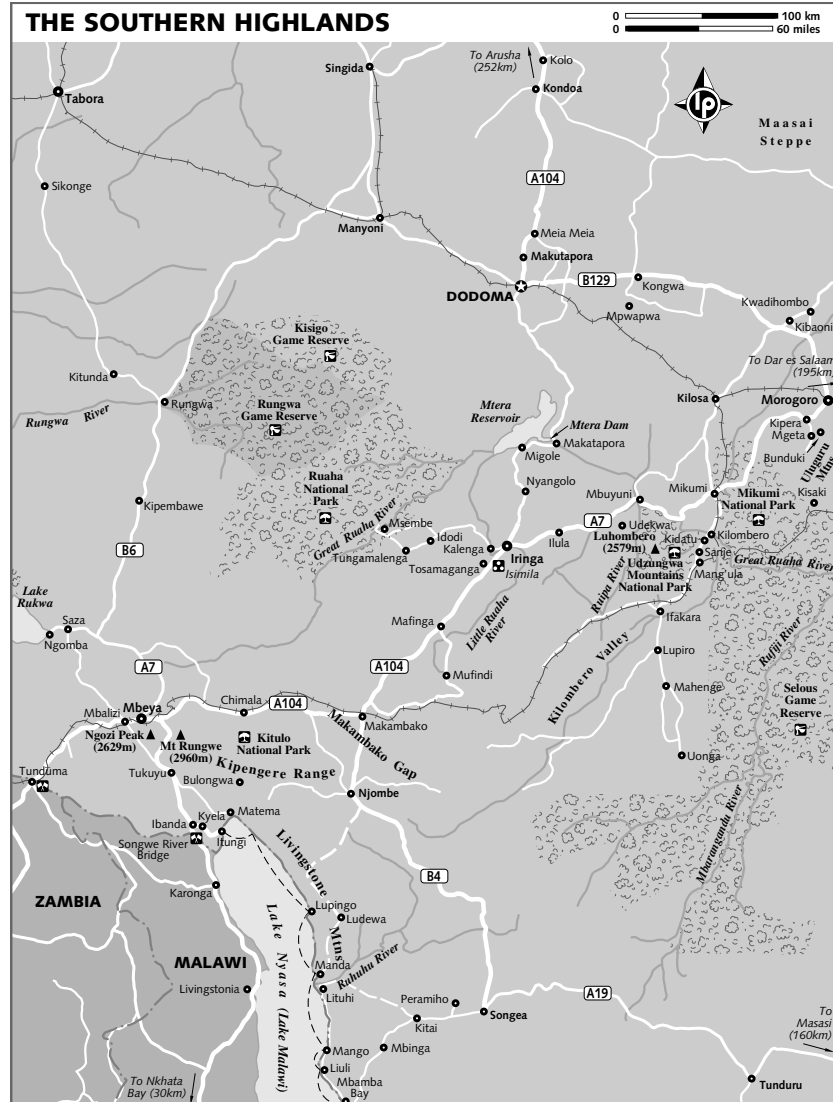 THE SOUTHERN HIGHLANDS
0 100 km
0 60 miles
To Arusha
(252km)
Kolo
Singida
Kondoa
Tabora
lp
Maasai
Steppe
A104
Sikonge
Manyoni
Meia Meia
Makutapora
B129
Kongwa
DODOMA
Mpwapwa
Kwadihombo
Kibaoni
Kisigo
Game Reserve
To Dar es Salaam
(195km)
Kitunda
Rungwa
Rungwa River
Rungwa
Game Reserve
Kilosa
Morogoro
Mtera
Reservoir
Mtera Dam
Makatapora
Migole
Kipera
Mgeta
Bunduki
Uluguru
Mtns
Ruaha
National
Park
Nyangolo
Mbuyuni
Mikumi
Mikumi
National Park
Kisaki
Kipembawe
Great Ruaha River
Msembe
Idodi
Tungamalenga
Kalenga
Iringa
Tosamaganga
Isimila
Ilula
A7
Udekwa
Luhombero
(2579m)
Kidatu
Kilombero
Sanje
Mang'ula
Udzungwa
Mountains
National Park
Great Ruaha River
B6
Ruipa River
Lake
Rukwa
Saza
Ngomba
Mafinga
Little Ruaha
River
Ifakara
Rufiji River
Lupiro
A7
A104
Mufindi
Kilombero Valley
Mahenge
Selous
Game
Reserve
Mbeya
Mbalizi
Chimala
A104
Makambako
Makambako Gap
Ngozi Peak
(2629m)
Mt Rungwe
(2960m)
Kitulo
National Park
Uonga
Tunduma
Tukuyu
Bulongwa
Kipengere Range
Njombe
Mbarangandu River
Ibanda
Kyela
Matema
Songwe River
Bridge
Itungi
Livingstone
Mtns
B4
Karonga
ZAMBIA
Lupingo
Ludewa
Lake Nyasa (Lake Malawi)
MALAWI
Manda
Ruhuhu River
Livingstonia
Lituhi
Peramiho
Songea
A19
Kitai
To
Masasi
(160km)
Mango
Mbinga
Liuli
To Nkhata
Bay (30km)
Mbamba
Bay
Tunduru